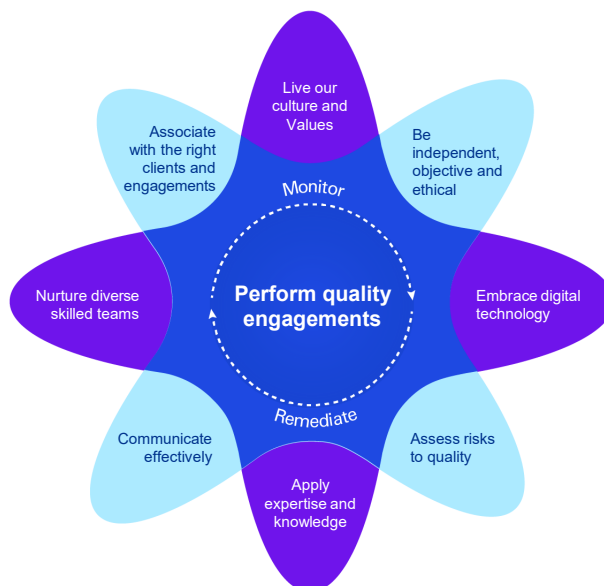 Live our
culture and
Values
Be
independent,
objective and
ethical
Embrace digital
technology
Assess risks
to quality
Apply
expertise and
knowledge
Communicate
effectively
Nurture diverse
skilled teams
Associate
with the right
clients and
engagements
Monitor
Perform quality
engagements
Remediate